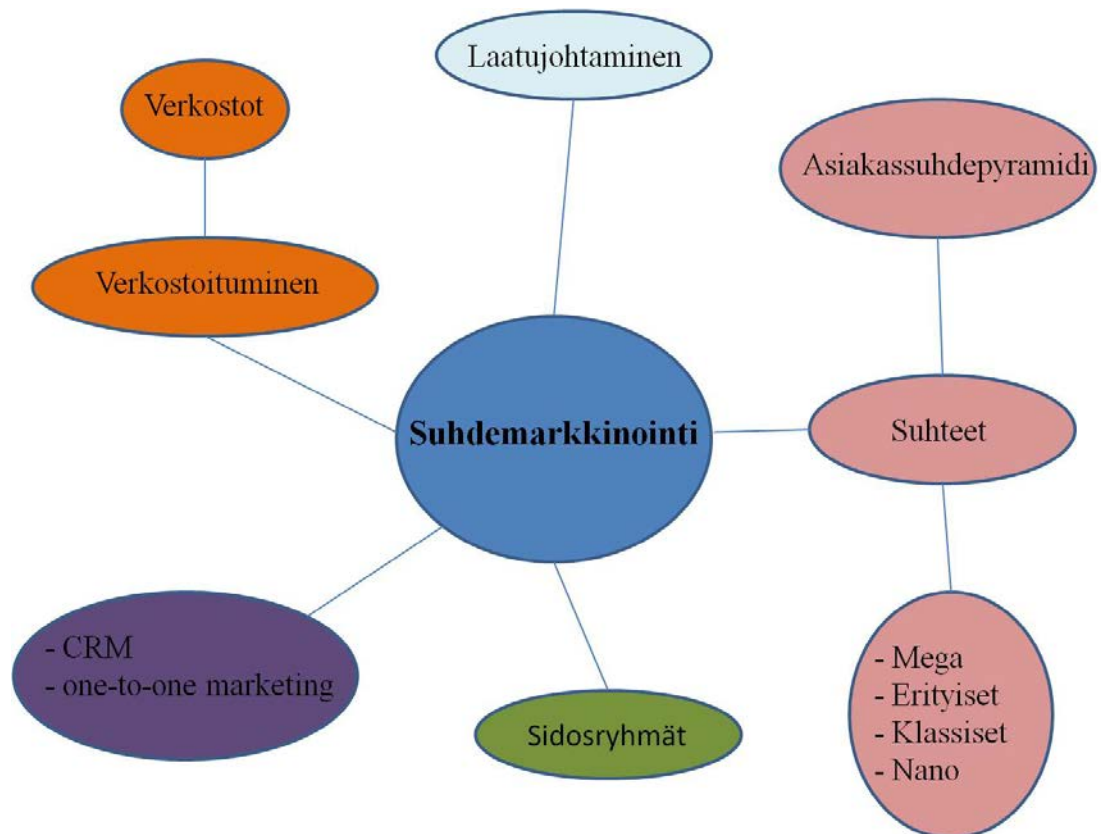 Laatujohtaminen
Verkostot
Asiakassuhdepyramidi
Verkostoituminen
Suhdemarkkinointi
Suhteet
- CRM
- one-to-one marketing
Sidosryhmät
- Mega
- Erityiset
- Klassiset
- Nano